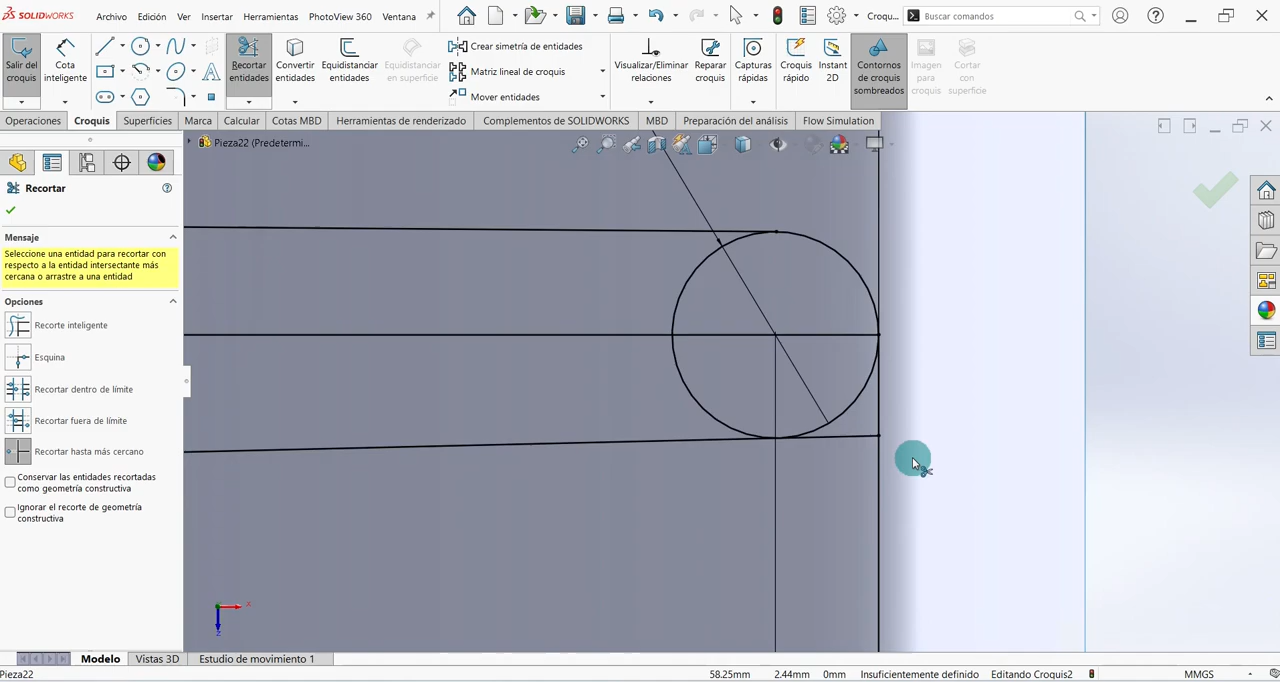 SOLIDWORKS
Archivo Edición Ver Insertar Herramientas PhotoView 360 Ventana
Croqu...
Buscar comandos
Salir del croquis
Cota inteligente
Recortar entidades
Convertir entidades
Equidistanciar entidades
Equidistanciar en superficie
Crear simetría de entidades
Matriz lineal de croquis
Mover entidades
Visualizar/Eliminar relaciones
Reparar croquis
Capturas rápidas
Croquis rápido
Instant 2D
Contornos de croquis sombreados
Imagen para croquis
Cortar con superficie
Operaciones Croquis Superficies Marca Calcular Cotas MBD Herramientas de renderizado Complementos de SOLIDWORKS MBD Preparación del análisis Flow Simulation
Pieza22 (Predetermi...
Recortar
Mensaje
Seleccione una entidad para recortar con
respecto a la entidad intersectante más
cercana o arrastre a una entidad
Opciones
Recorte inteligente
Esquina
Recortar dentro de límite
Recortar fuera de límite
Recortar hasta más cercano
Conservar las entidades recortadas
como geometría constructiva
Ignorar el recorte de geometría
constructiva
X
Z
Modelo Vistas 3D Estudio de movimiento 1
Pieza22 58.25mm 2.44mm 0mm Insuficientemente definido Editando Croquis2 MMGS